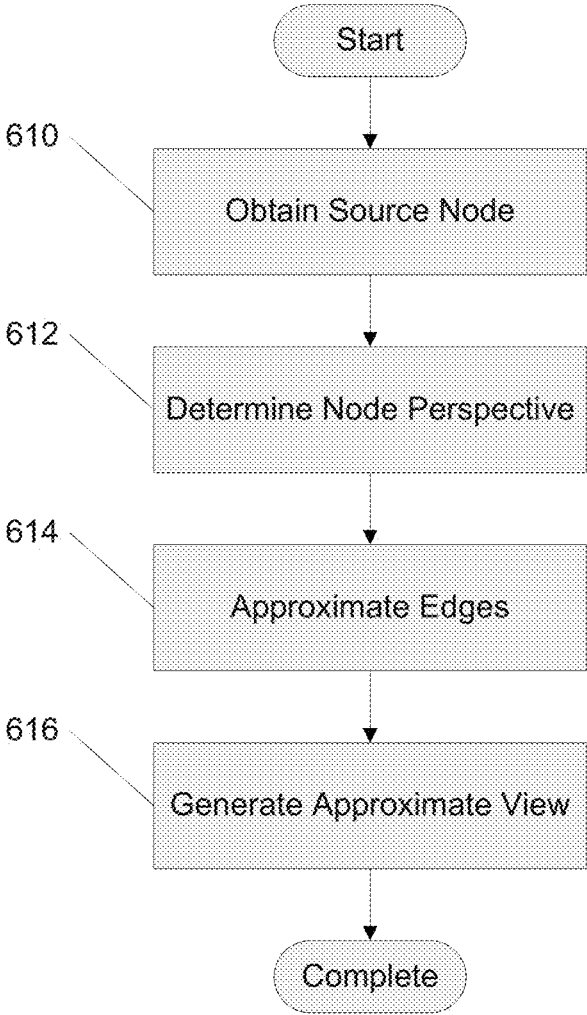 Start
610
Obtain Source Node
612
Determine Node Perspective
614
Approximate Edges
616
Generate Approximate View
Complete